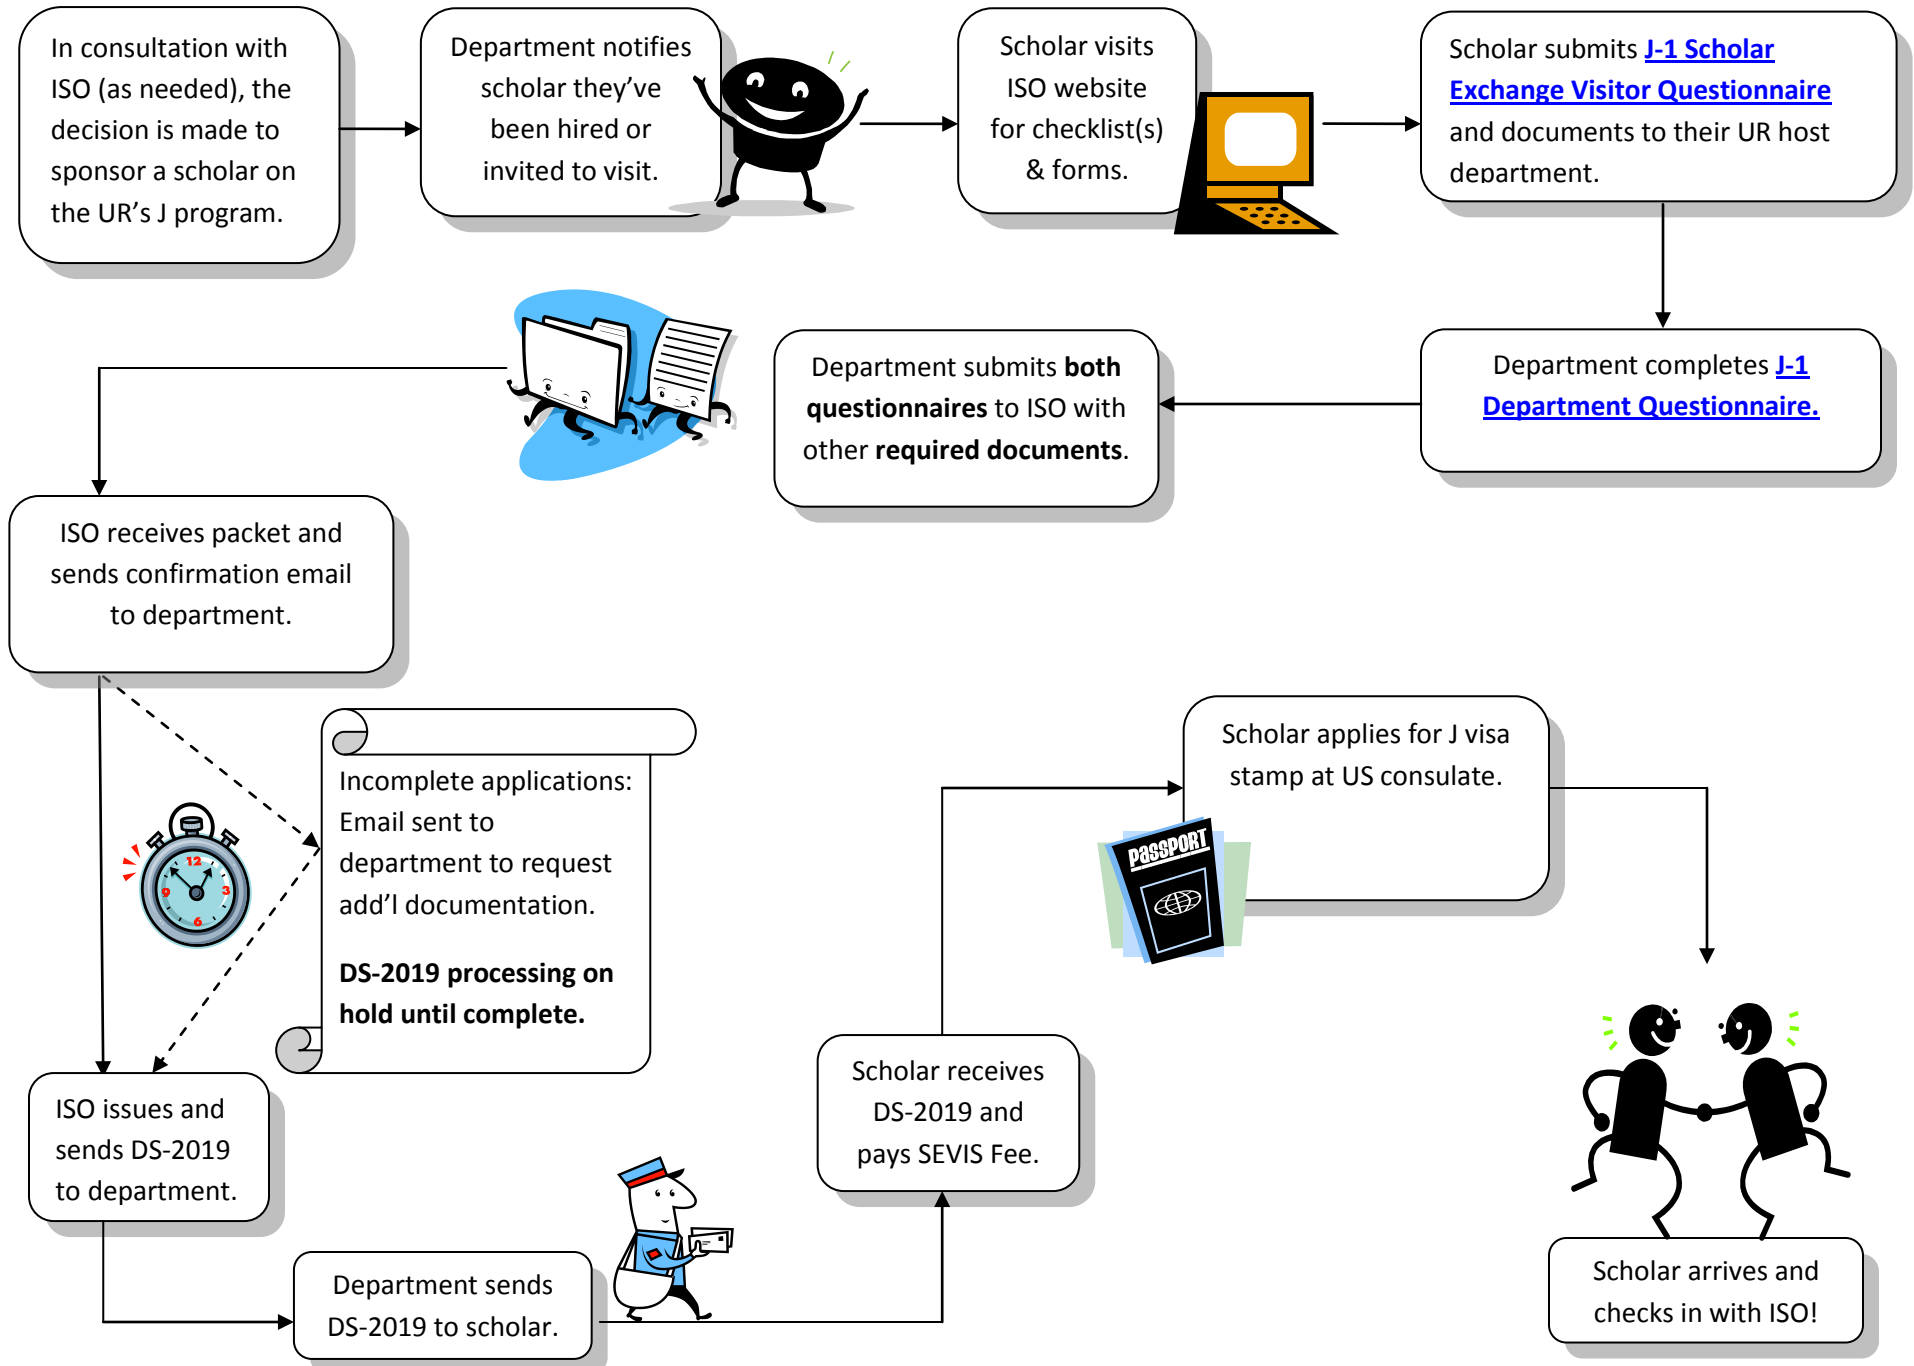 In consultation with
ISO (as needed), the
decision is made to
sponsor a scholar on
the UR’s J program.
Department notifies
scholar they’ve
been hired or
invited to visit.
Scholar visits
ISO website
for checklist(s)
& forms.
Scholar submits J-1 Scholar
Exchange Visitor Questionnaire
and documents to their UR host
department.
Department completes J-1
Department Questionnaire.
Department submits both
questionnaires to ISO with
other required documents.
ISO receives packet and
sends confirmation email
to department.
Incomplete applications:
Email sent to
department to request
add’l documentation.
DS-2019 processing on
hold until complete.
12
9
3
6
ISO issues and
sends DS-2019
to department.
Department sends
DS-2019 to scholar.
Scholar receives
DS-2019 and
pays SEVIS Fee.
Scholar applies for J visa
stamp at US consulate.
PASSPORT
Scholar arrives and
checks in with ISO!